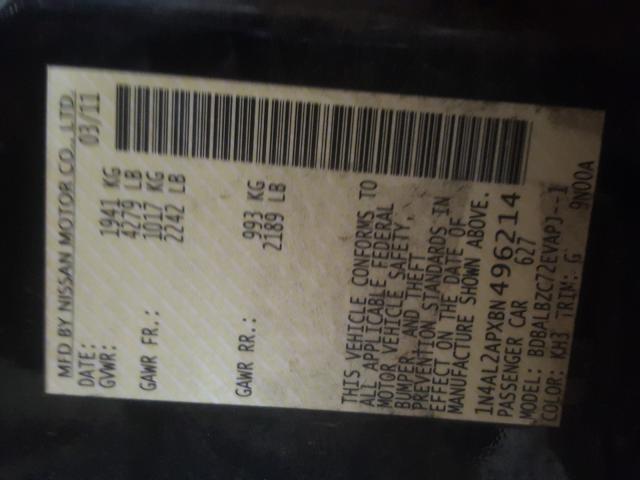 MFD BY NISSAN MOTOR CO., LTD.
DATE: 03/11
GVWR: 1941 KG
4279 LB
GAWR FR.: 1017 KG
2242 LB
GAWR RR.: 993 KG
2189 LB
THIS VEHICLE CONFORMS TO
ALL APPLICABLE FEDERAL
MOTOR VEHICLE SAFETY,
BUMPER, AND THEFT
PREVENTION STANDARDS IN
EFFECT ON THE DATE OF
MANUFACTURE SHOWN ABOVE.
1N4AL2APXBN496214
PASSENGER CAR 627
MODEL: BDBALBZC72EVAPJ--1
COLOR: KH3 TRIM: G 9N00A